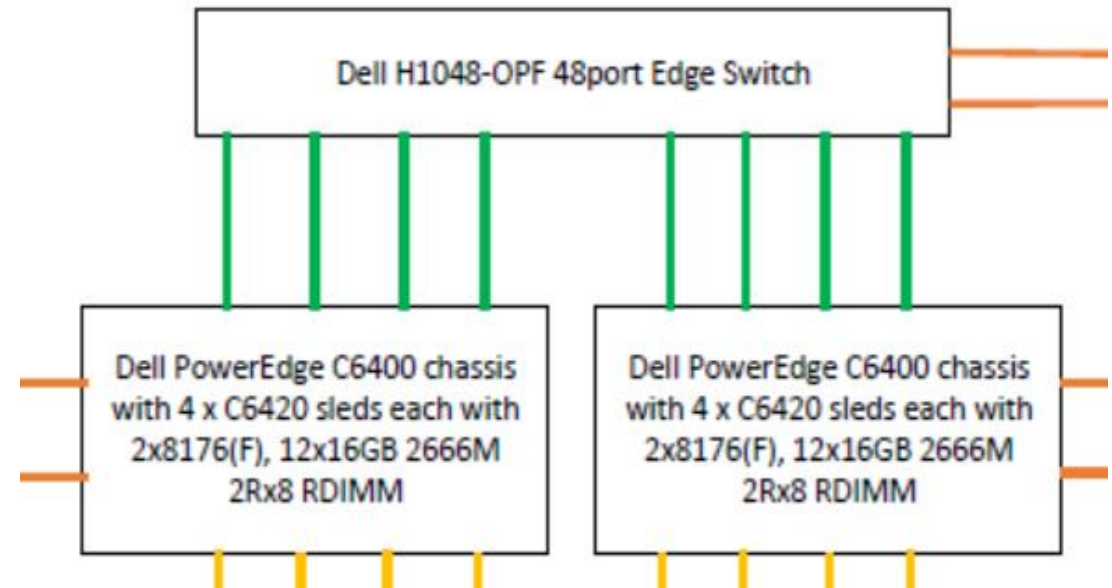 Dell H1048-OPF 48port Edge Switch
Dell PowerEdge C6400 chassis
with 4 x C6420 sleds each with
2x8176(F), 12x16GB 2666M
2Rx8 RDIMM
Dell PowerEdge C6400 chassis
with 4 x C6420 sleds each with
2x8176(F), 12x16GB 2666M
2Rx8 RDIMM